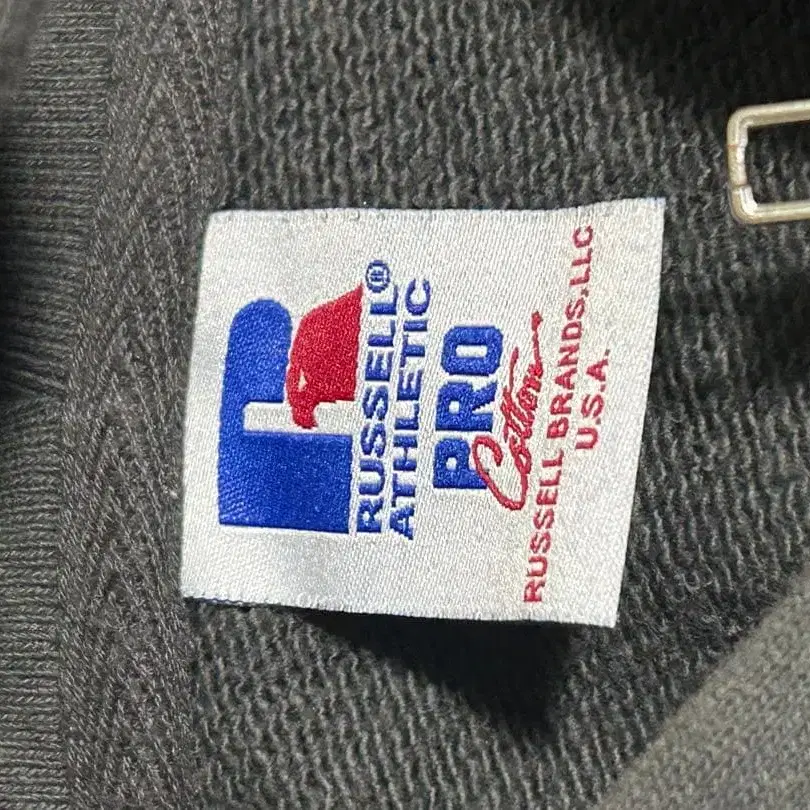 RUSSELL®
ATHLETIC
PRO
Cotton
RUSSELL BRANDS, LLC
U.S.A.